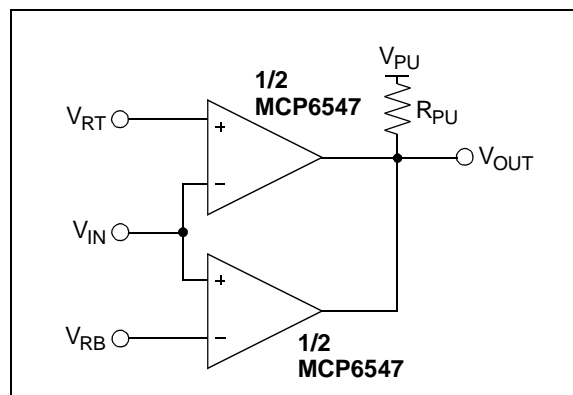 1/2
MCP6547
V_PU
R_PU
V_RT
+
−
V_OUT
V_IN
+
−
V_RB
1/2
MCP6547